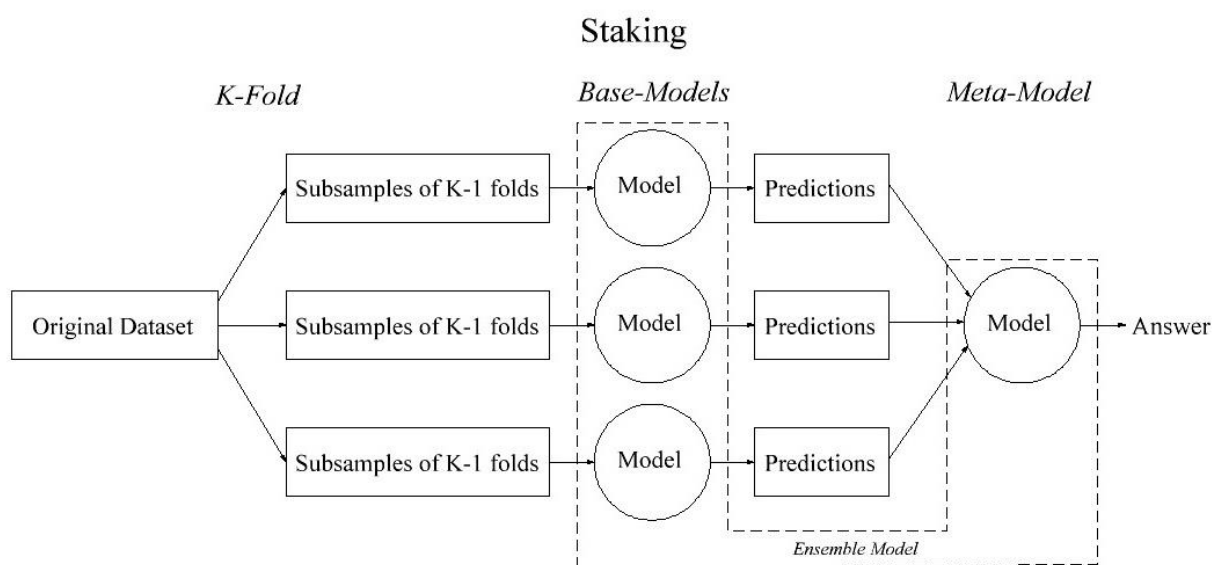 Staking
K-Fold
Base-Models
Meta-Model
Subsamples of K-1 folds
Model
Predictions
Original Dataset
Subsamples of K-1 folds
Model
Predictions
Model
Answer
Subsamples of K-1 folds
Model
Predictions
Ensemble Model